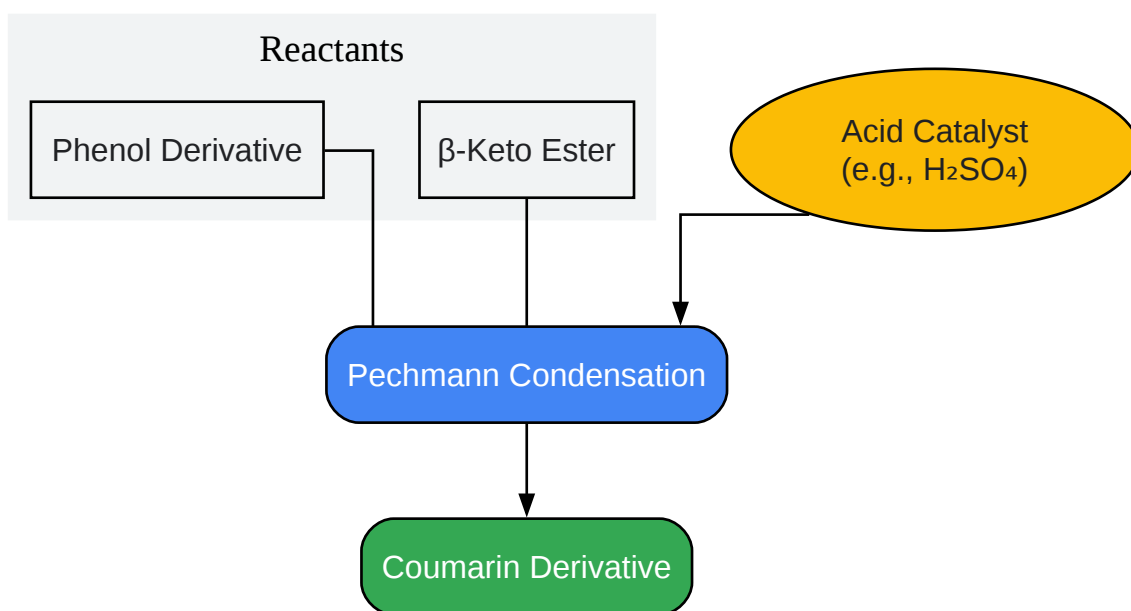 Reactants
Phenol Derivative
β-Keto Ester
Acid Catalyst
(e.g., H₂SO₄)
Pechmann Condensation
Coumarin Derivative